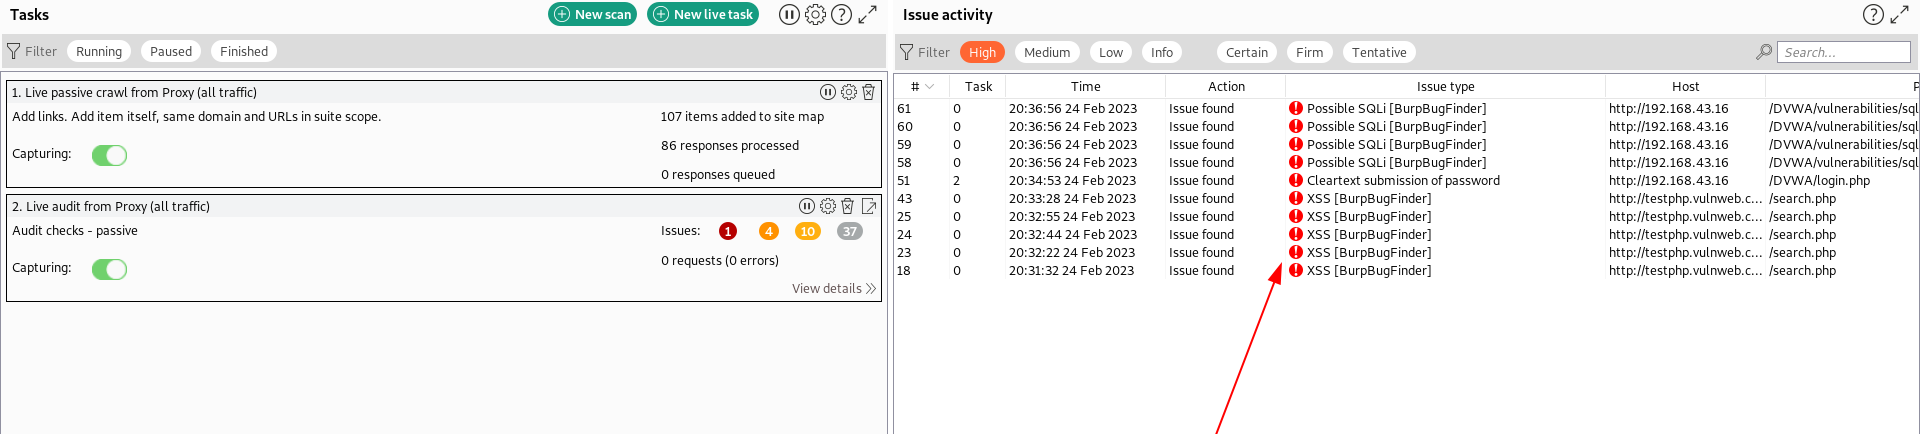 Tasks
New scan
New live task
Filter Running Paused Finished
1. Live passive crawl from Proxy (all traffic)
Add links. Add item itself, same domain and URLs in suite scope.
107 items added to site map
86 responses processed
Capturing:
0 responses queued
2. Live audit from Proxy (all traffic)
Audit checks - passive
Issues: 1 4 10 37
0 requests (0 errors)
Capturing:
View details
Issue activity
Filter High Medium Low Info Certain Firm Tentative Search...
# Task Time Action Issue type Host
61 0 20:36:56 24 Feb 2023 Issue found Possible SQLi [BurpBugFinder] http://192.168.43.16 /DVWA/vulnerabilities/sql
60 0 20:36:56 24 Feb 2023 Issue found Possible SQLi [BurpBugFinder] http://192.168.43.16 /DVWA/vulnerabilities/sql
59 0 20:36:56 24 Feb 2023 Issue found Possible SQLi [BurpBugFinder] http://192.168.43.16 /DVWA/vulnerabilities/sql
58 0 20:36:56 24 Feb 2023 Issue found Possible SQLi [BurpBugFinder] http://192.168.43.16 /DVWA/vulnerabilities/sql
51 2 20:34:53 24 Feb 2023 Issue found Cleartext submission of password http://192.168.43.16 /DVWA/login.php
43 0 20:33:28 24 Feb 2023 Issue found XSS [BurpBugFinder] http://testphp.vulnweb.c... /search.php
25 0 20:32:55 24 Feb 2023 Issue found XSS [BurpBugFinder] http://testphp.vulnweb.c... /search.php
24 0 20:32:44 24 Feb 2023 Issue found XSS [BurpBugFinder] http://testphp.vulnweb.c... /search.php
23 0 20:32:22 24 Feb 2023 Issue found XSS [BurpBugFinder] http://testphp.vulnweb.c... /search.php
18 0 20:31:32 24 Feb 2023 Issue found XSS [BurpBugFinder] http://testphp.vulnweb.c... /search.php